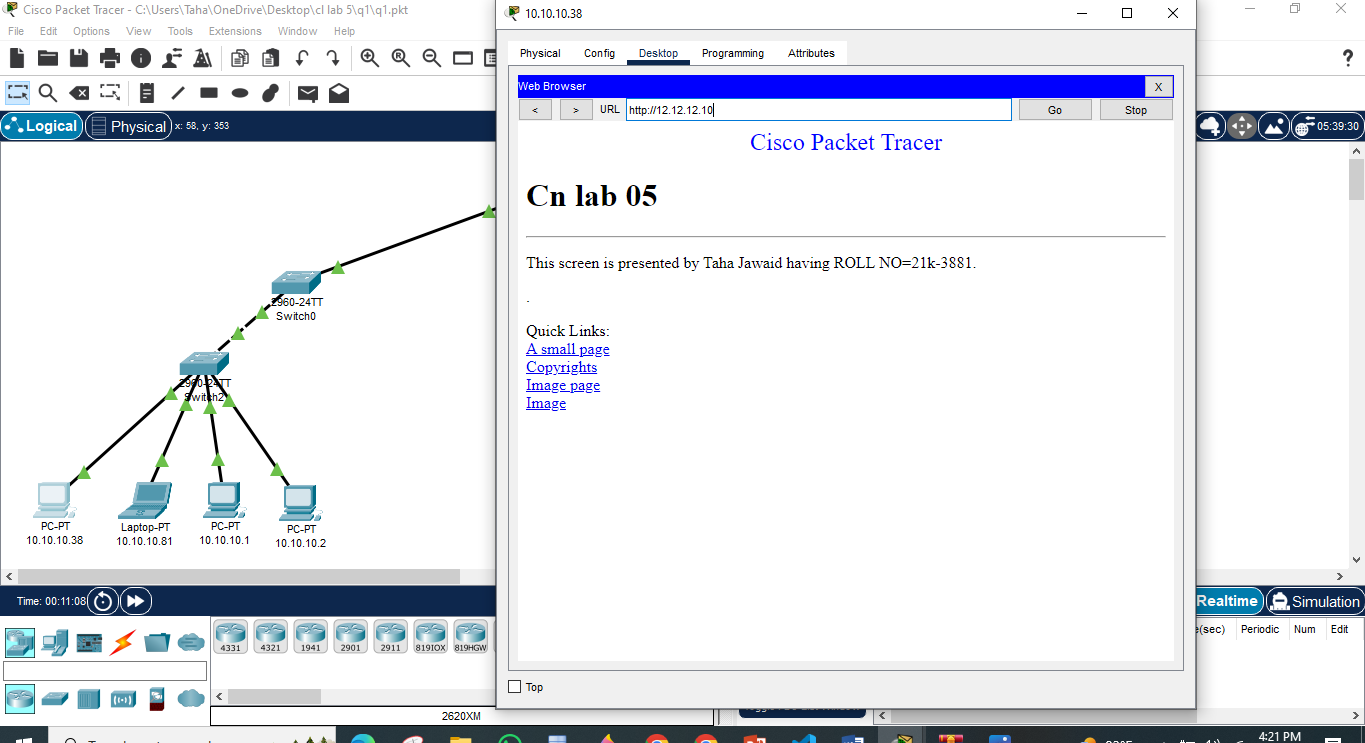 Cisco Packet Tracer - C:\Users\Taha\OneDrive\Desktop\cl lab 5\q1\q1.pkt
File Edit Options View Tools Extensions Window Help
Logical
Physical
x: 58, y: 353
10.10.10.38
Physical Config Desktop Programming Attributes
Web Browser
X
< > URL http://12.12.12.10 Go Stop
Cisco Packet Tracer
Cn lab 05
This screen is presented by Taha Jawaid having ROLL NO=21k-3881.
.
Quick Links:
A small page
Copyrights
Image page
Image
Top
?
05:39:30
2960-24TT
Switch0
2960-24TT
Switch2
PC-PT
10.10.10.38
Laptop-PT
10.10.10.81
PC-PT
10.10.10.1
PC-PT
10.10.10.2
Time: 00:11:08
Realtime
Simulation
(sec) Periodic Num Edit
4331 4321 1941 2901 2911 819IOX 819HGW
2620XM
4:21 PM